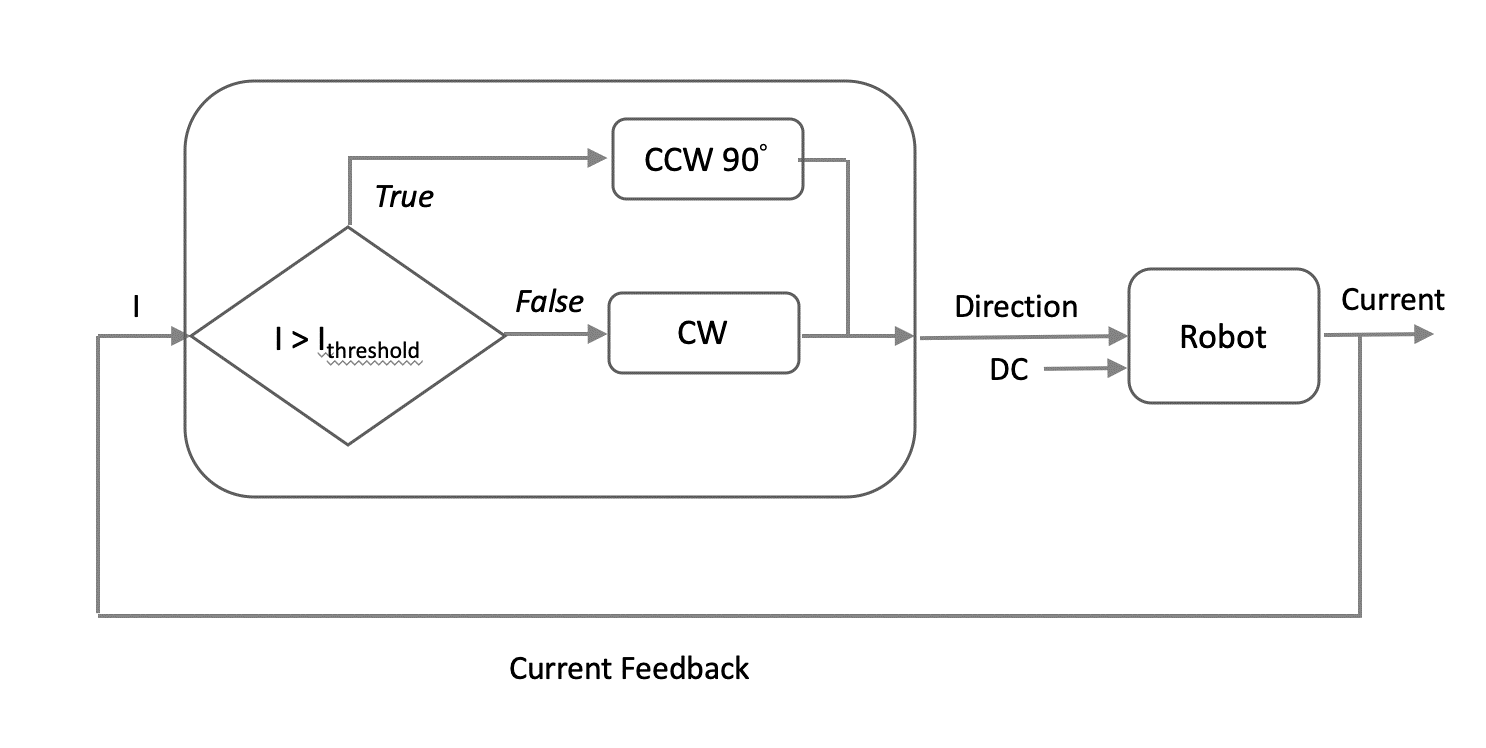 CCW 90°
True
False
I
I > Ithreshold
CW
Direction
DC
Robot
Current
Current Feedback